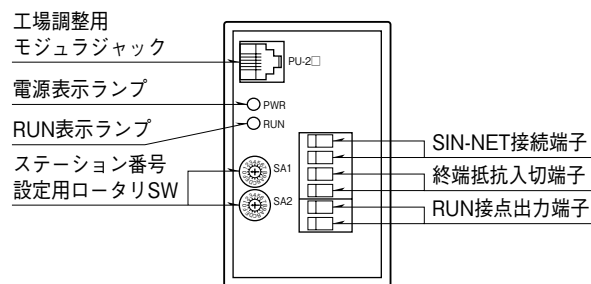 工場調整用
モジュラジャック
PU-2□
電源表示ランプ
PWR
RUN表示ランプ
RUN
ステーション番号
設定用ロータリSW
SA1
SA2
SIN-NET接続端子
終端抵抗入切端子
RUN接点出力端子